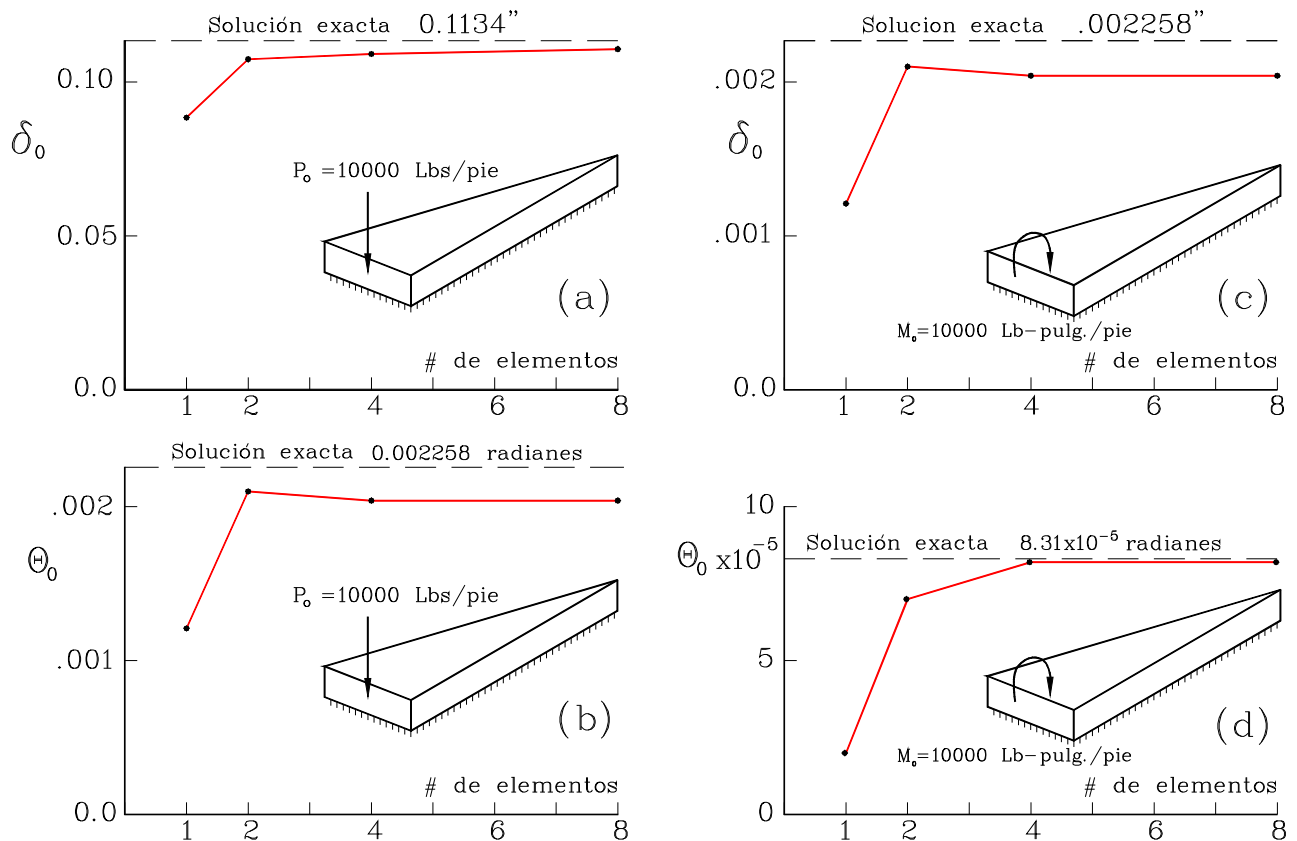 Solución exacta 0.1134"
0.10
δ₀
P₀ =10000 Lbs/pie
0.05
(a)
# de elementos
0.0
1 2 4 6 8
Solución exacta .002258"
.002
δ₀
.001
(c)
M₀=10000 Lb-pulg./pie
# de elementos
0.0
1 2 4 6 8
Solución exacta 0.002258 radianes
.002
Θ₀
P₀ =10000 Lbs/pie
.001
(b)
# de elementos
0.0
1 2 4 6 8
10
Solución exacta 8.31x10⁻⁵ radianes
Θ₀ x10⁻⁵
5
(d)
M₀=10000 Lb-pulg./pie
# de elementos
0
1 2 4 6 8